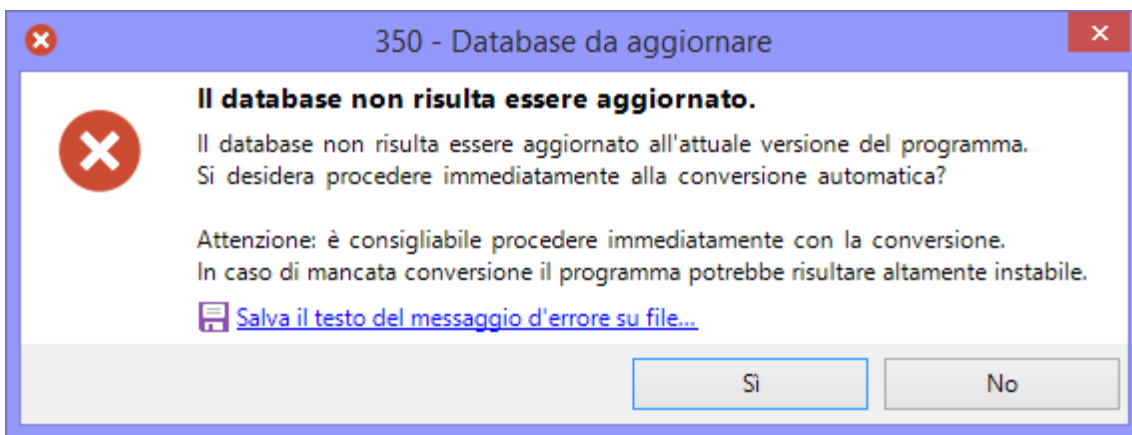 350 - Database da aggiornare
Il database non risulta essere aggiornato.
Il database non risulta essere aggiornato all'attuale versione del programma.
Si desidera procedere immediatamente alla conversione automatica?
Attenzione: è consigliabile procedere immediatamente con la conversione.
In caso di mancata conversione il programma potrebbe risultare altamente instabile.
Salva il testo del messaggio d'errore su file...
Sì No